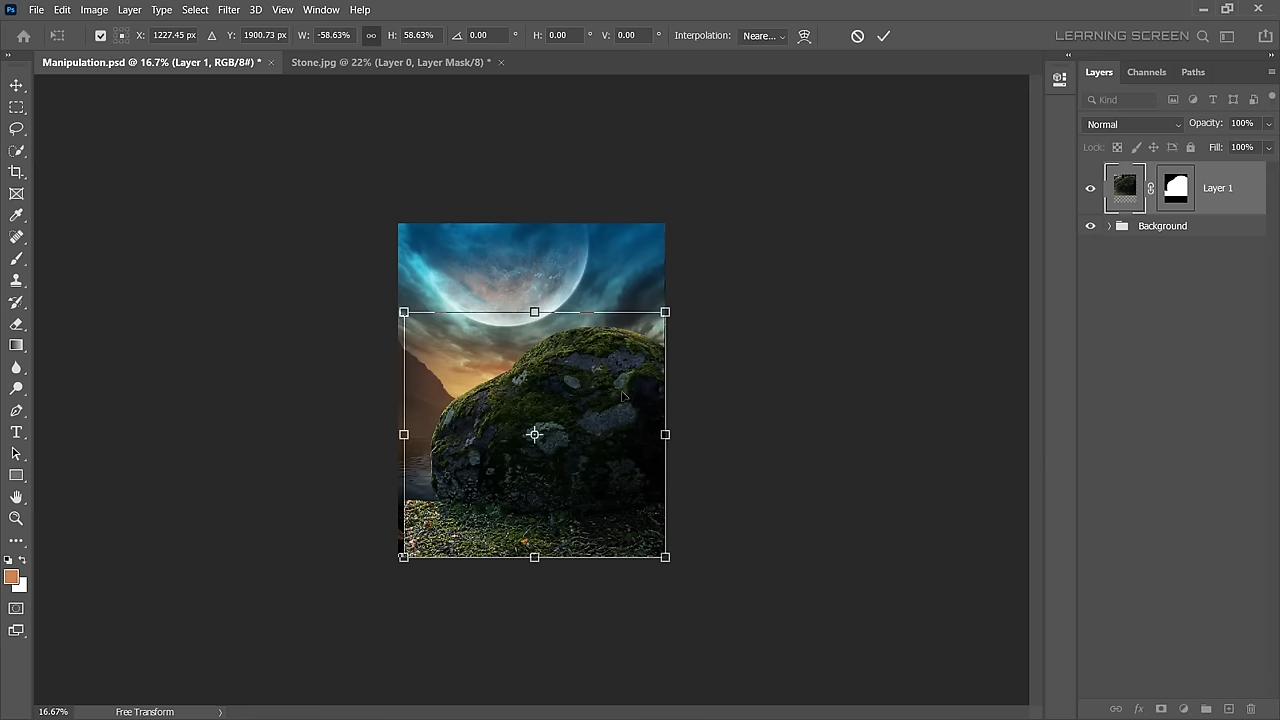 Ps File Edit Image Layer Type Select Filter 3D View Window Help
X: 1227.45 px Y: 1900.73 px W: -58.63% H: 58.63% 0.00 ° H: 0.00 ° V: 0.00 ° Interpolation: Neare... LEARNING SCREEN
Manipulation.psd @ 16.7% (Layer 1, RGB/8#) * × Stone.jpg @ 22% (Layer 0, Layer Mask/8) * ×
Layers Channels Paths
Kind
Normal Opacity: 100%
Lock: Fill: 100%
Layer 1
Background
16.67% Free Transform